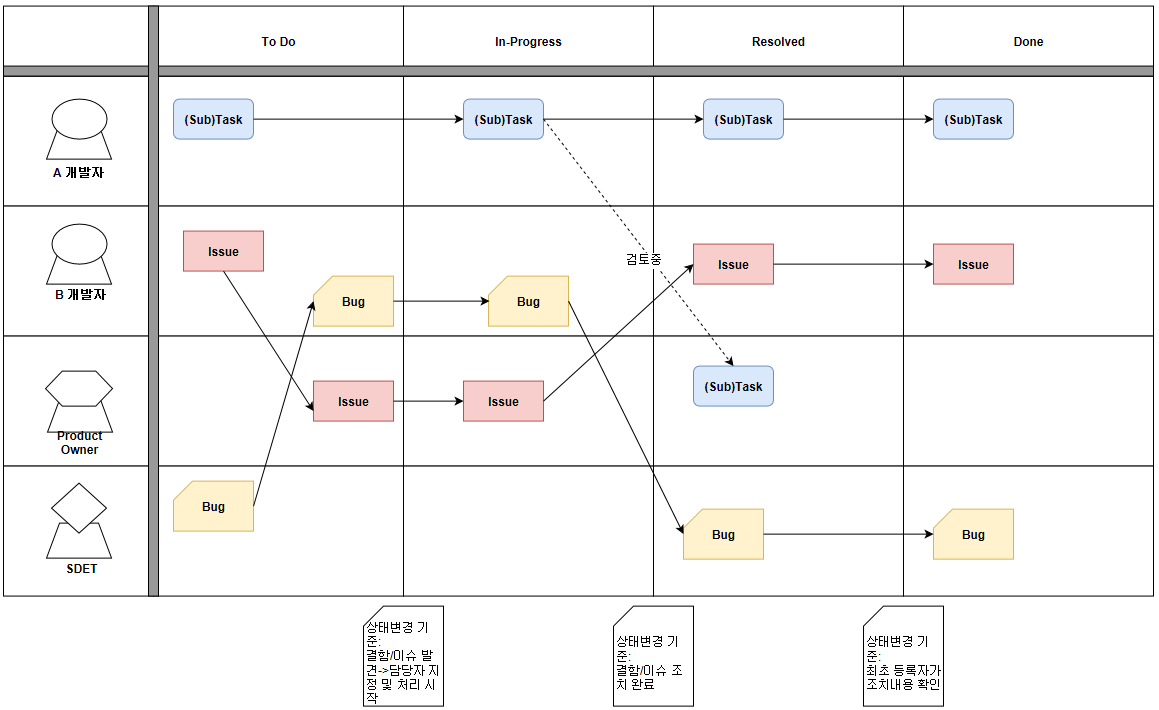 To Do
In-Progress
Resolved
Done
(Sub)Task
(Sub)Task
(Sub)Task
(Sub)Task
A 개발자
Issue
검토중
Issue
Issue
Bug
Bug
B 개발자
(Sub)Task
Issue
Issue
Product
Owner
Bug
Bug
Bug
SDET
상태변경 기
준:
결함/이슈 발
견->담당자 지
정 및 처리 시
작
상태변경 기
준:
결함/이슈 조
치 완료
상태변경 기
준:
최초 등록자가
조치내용 확인